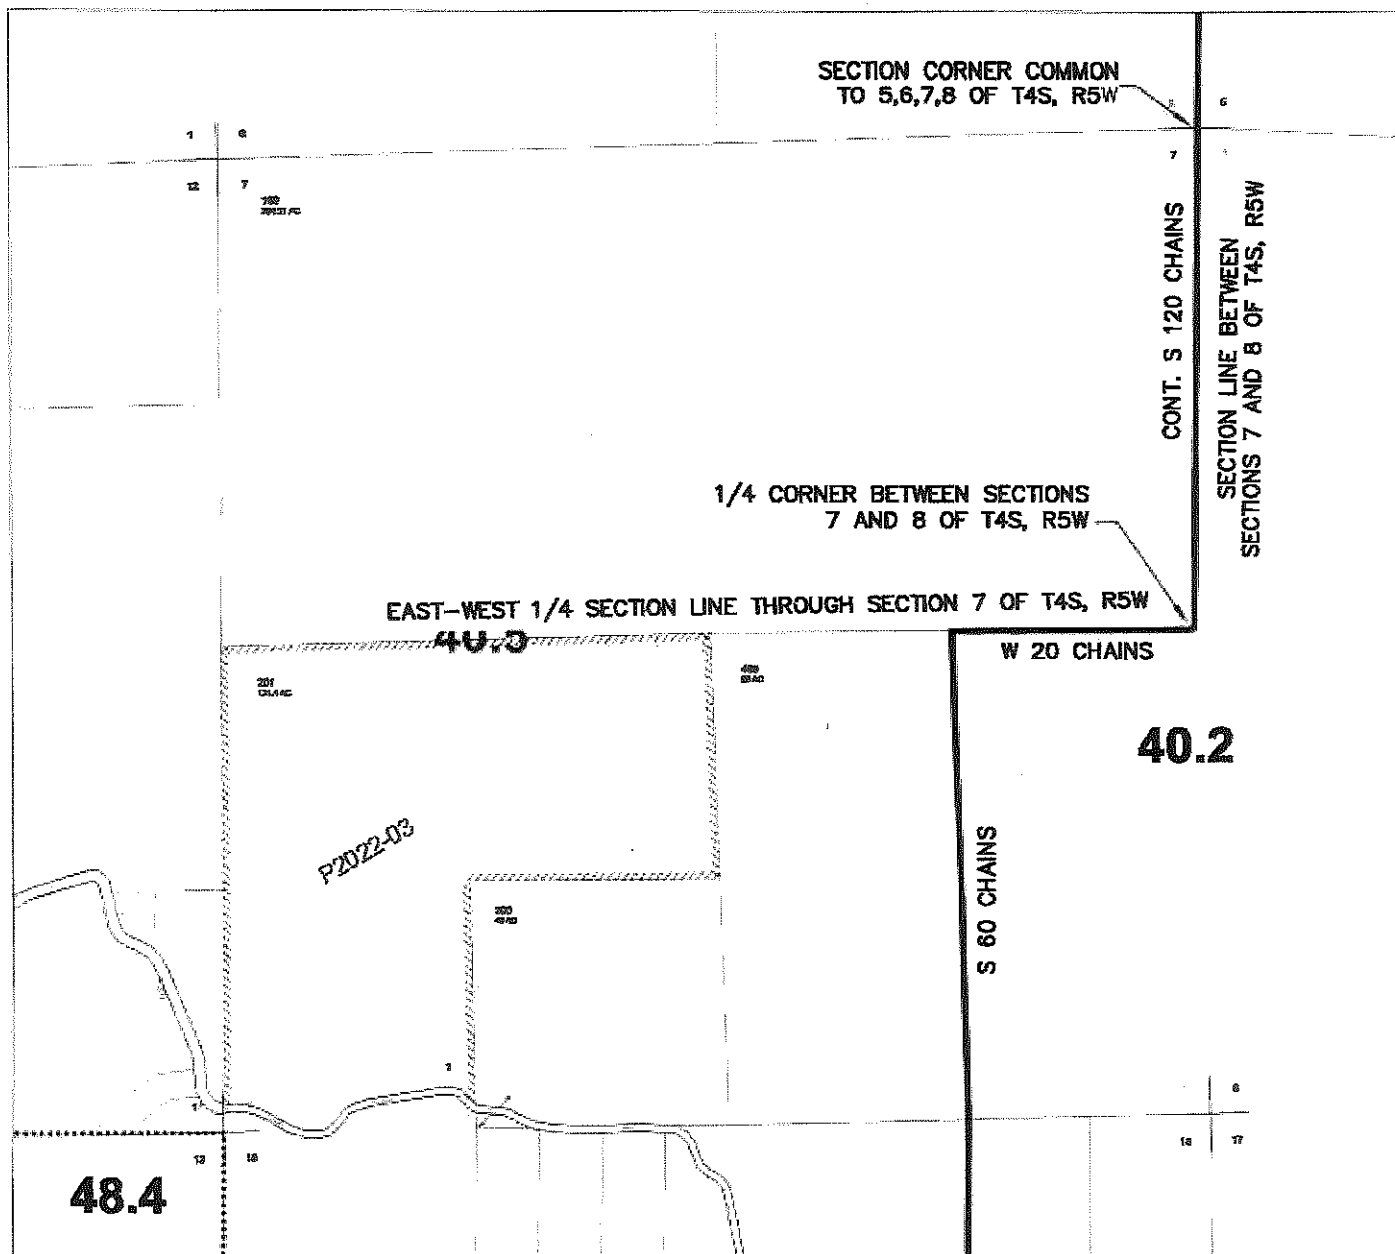 SECTION CORNER COMMON
TO 5,6,7,8 OF T4S, R5W
6
1
6
7
12
7
CONT. S 120 CHAINS
SECTION LINE BETWEEN
SECTIONS 7 AND 8 OF T4S, R5W
1/4 CORNER BETWEEN SECTIONS
7 AND 8 OF T4S, R5W
EAST-WEST 1/4 SECTION LINE THROUGH SECTION 7 OF T4S, R5W
W 20 CHAINS
201
40.2
P2022-03
S 60 CHAINS
13
18
18
17
48.4